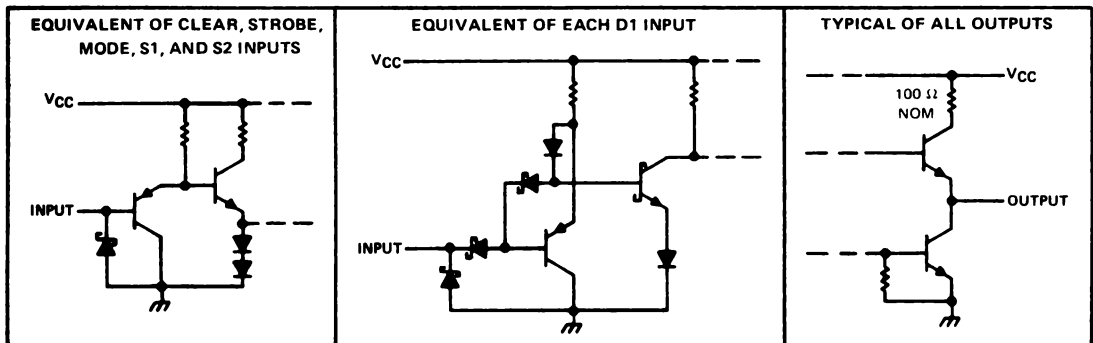 EQUIVALENT OF CLEAR, STROBE,
MODE, S1, AND S2 INPUTS
VCC
INPUT
EQUIVALENT OF EACH D1 INPUT
VCC
INPUT
TYPICAL OF ALL OUTPUTS
VCC
100 Ω
NOM
OUTPUT